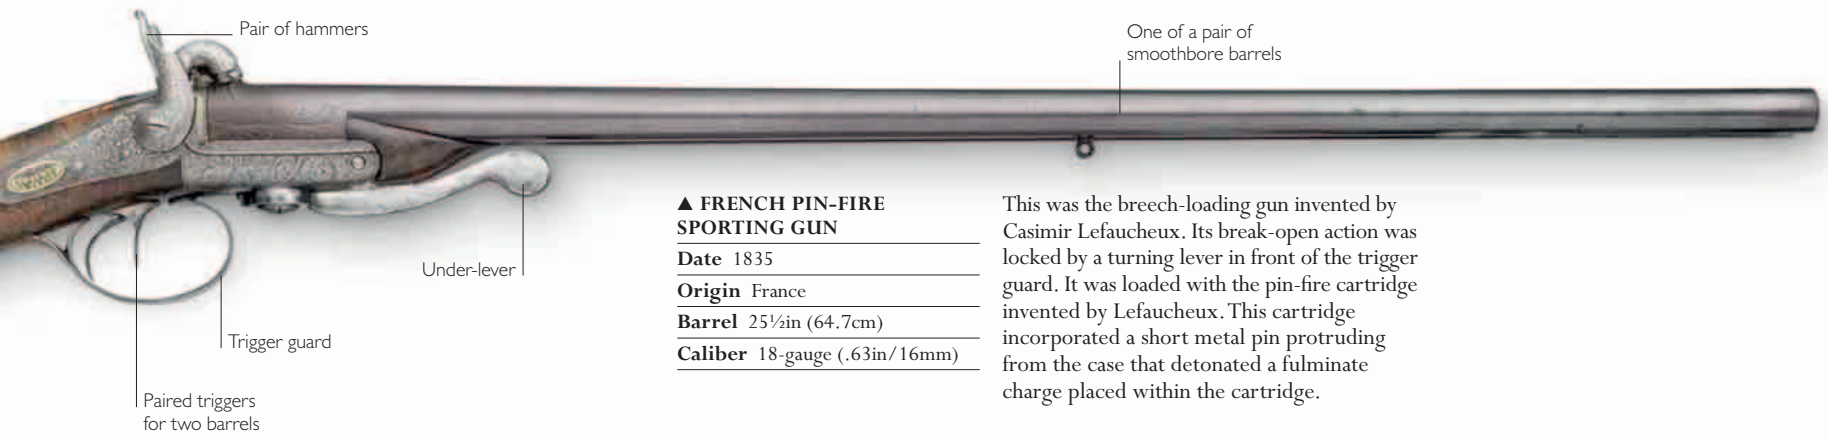 Pair of hammers
One of a pair of
smoothbore barrels
Under-lever
Trigger guard
Paired triggers
for two barrels
▲ FRENCH PIN-FIRE
SPORTING GUN
Date 1835
Origin France
Barrel 25½in (64.7cm)
Caliber 18-gauge (.63in/16mm)
This was the breech-loading gun invented by
Casimir Lefaucheux. Its break-open action was
locked by a turning lever in front of the trigger
guard. It was loaded with the pin-fire cartridge
invented by Lefaucheux. This cartridge
incorporated a short metal pin protruding
from the case that detonated a fulminate
charge placed within the cartridge.